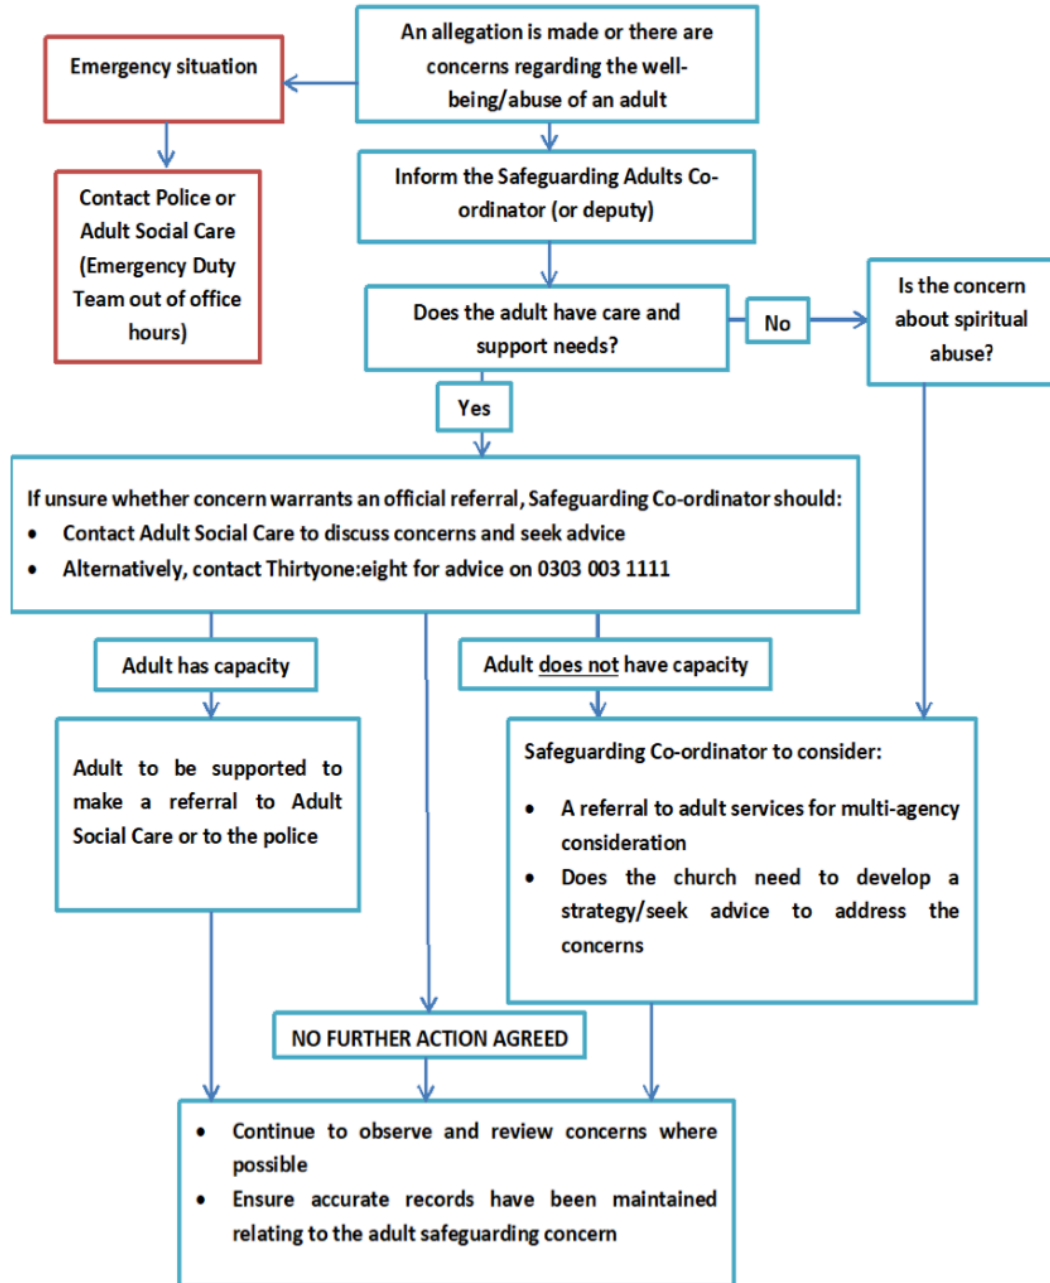 An allegation is made or there are
concerns regarding the well-
being/abuse of an adult
Emergency situation
Inform the Safeguarding Adults Co-
ordinator (or deputy)
Contact Police or
Adult Social Care
(Emergency Duty
Team out of office
hours)
Does the adult have care and
support needs?
No
Is the concern
about spiritual
abuse?
Yes
If unsure whether concern warrants an official referral, Safeguarding Co-ordinator should:
• Contact Adult Social Care to discuss concerns and seek advice
• Alternatively, contact Thirtyone:eight for advice on 0303 003 1111
Adult has capacity
Adult does not have capacity
Adult to be supported to
make a referral to Adult
Social Care or to the police
Safeguarding Co-ordinator to consider:
• A referral to adult services for multi-agency
consideration
• Does the church need to develop a
strategy/seek advice to address the
concerns
NO FURTHER ACTION AGREED
• Continue to observe and review concerns where
possible
• Ensure accurate records have been maintained
relating to the adult safeguarding concern